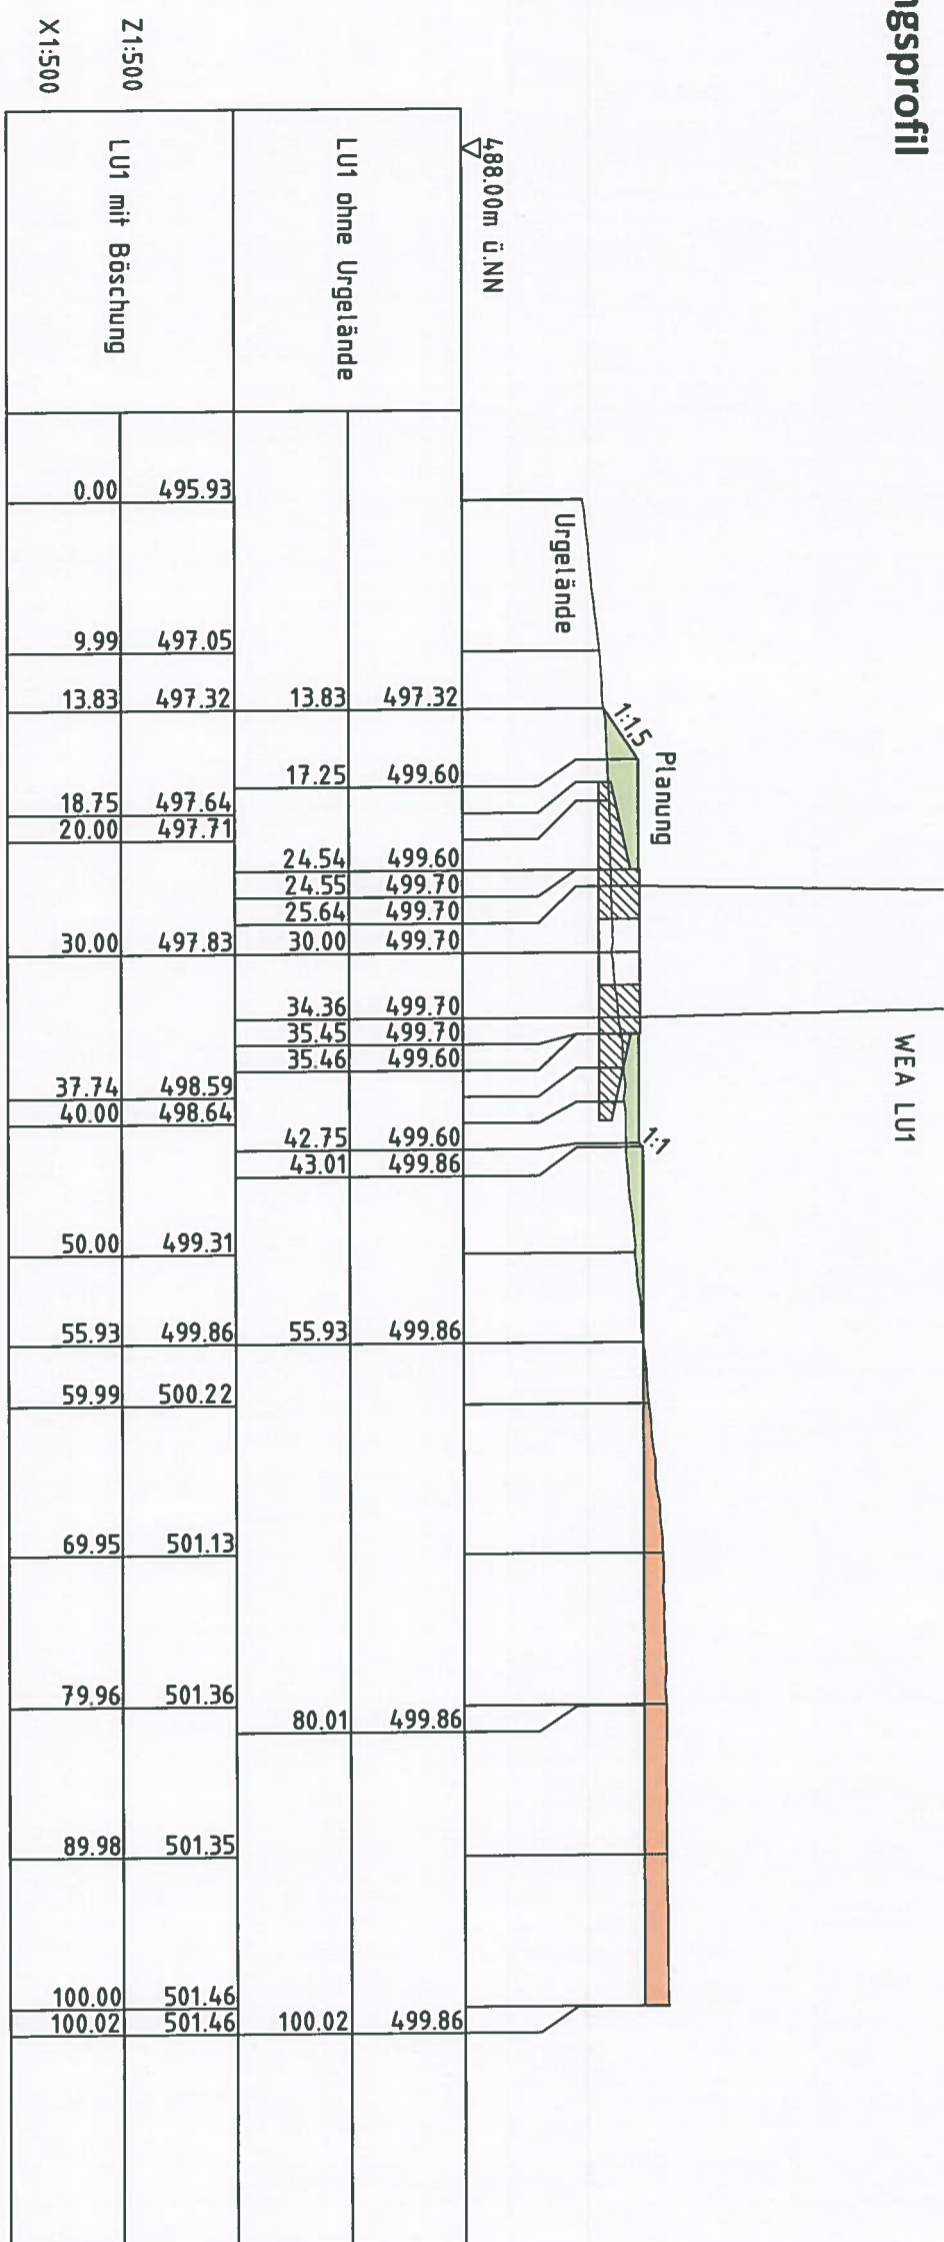 ngsprofil
WEA LU1
Planung
1:1,5
1:1
Urgelände
488.00m ü.NN
LU1 ohne Urgelände
497.32 499.60 499.60 499.70 499.70 499.70 499.70 499.70 499.60 499.60 499.86 499.86 499.86 499.86
13.83 17.25 24.54 24.55 25.64 30.00 34.36 35.45 35.46 42.75 43.01 55.93 80.01 100.02
LU1 mit Böschung
495.93 497.05 497.32 497.64 497.71 497.83 498.59 498.64 499.31 499.86 500.22 501.13 501.36 501.35 501.46 501.46
0.00 9.99 13.83 18.75 20.00 30.00 37.74 40.00 50.00 55.93 59.99 69.95 79.96 89.98 100.00 100.02
Z1:500
X1:500